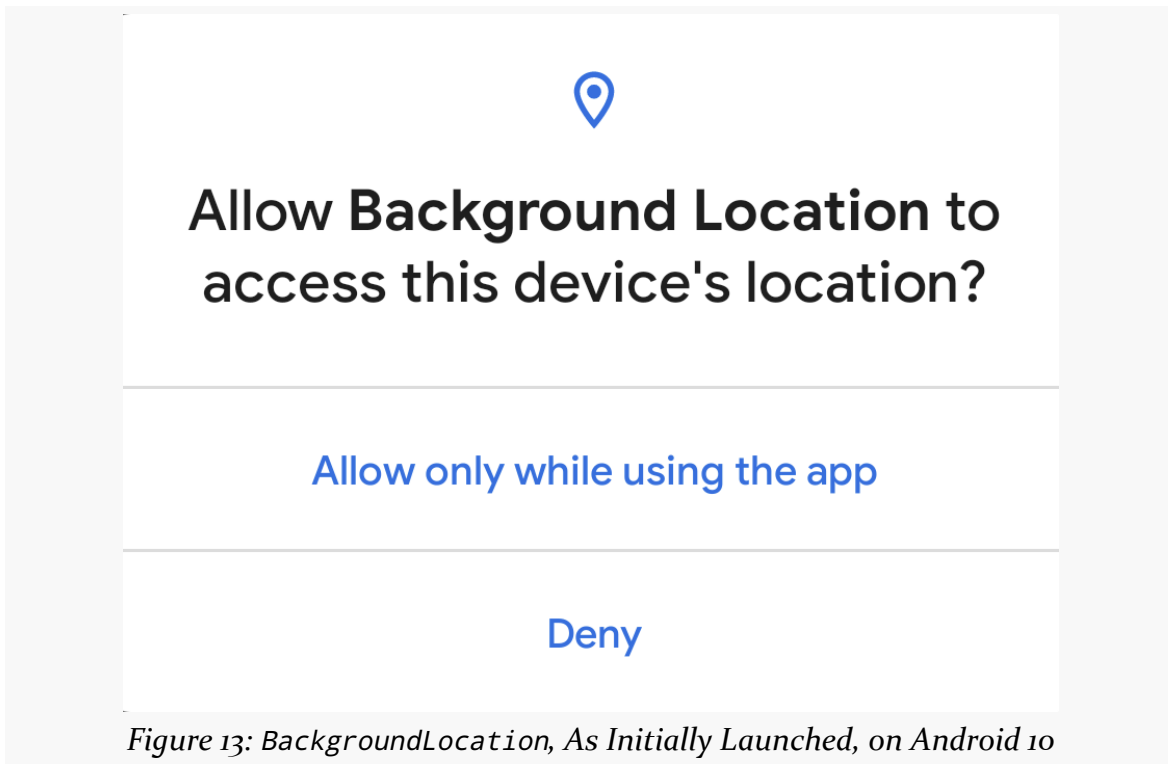 Allow Background Location to
access this device's location?
Allow only while using the app
Deny
Figure 13: BackgroundLocation, As Initially Launched, on Android 10